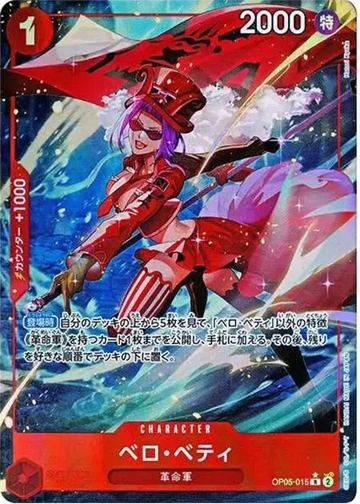 1
2000
特
カウンター +1000
登場時 自分のデッキの上から5枚を見て、「ベロ・ベティ」以外の特徴
《革命軍》を持つカード1枚までを公開し、手札に加える。その後、残り
を好きな順番でデッキの下に置く。
CHARACTER
ベロ・ベティ
革命軍
OP05-015 R 2